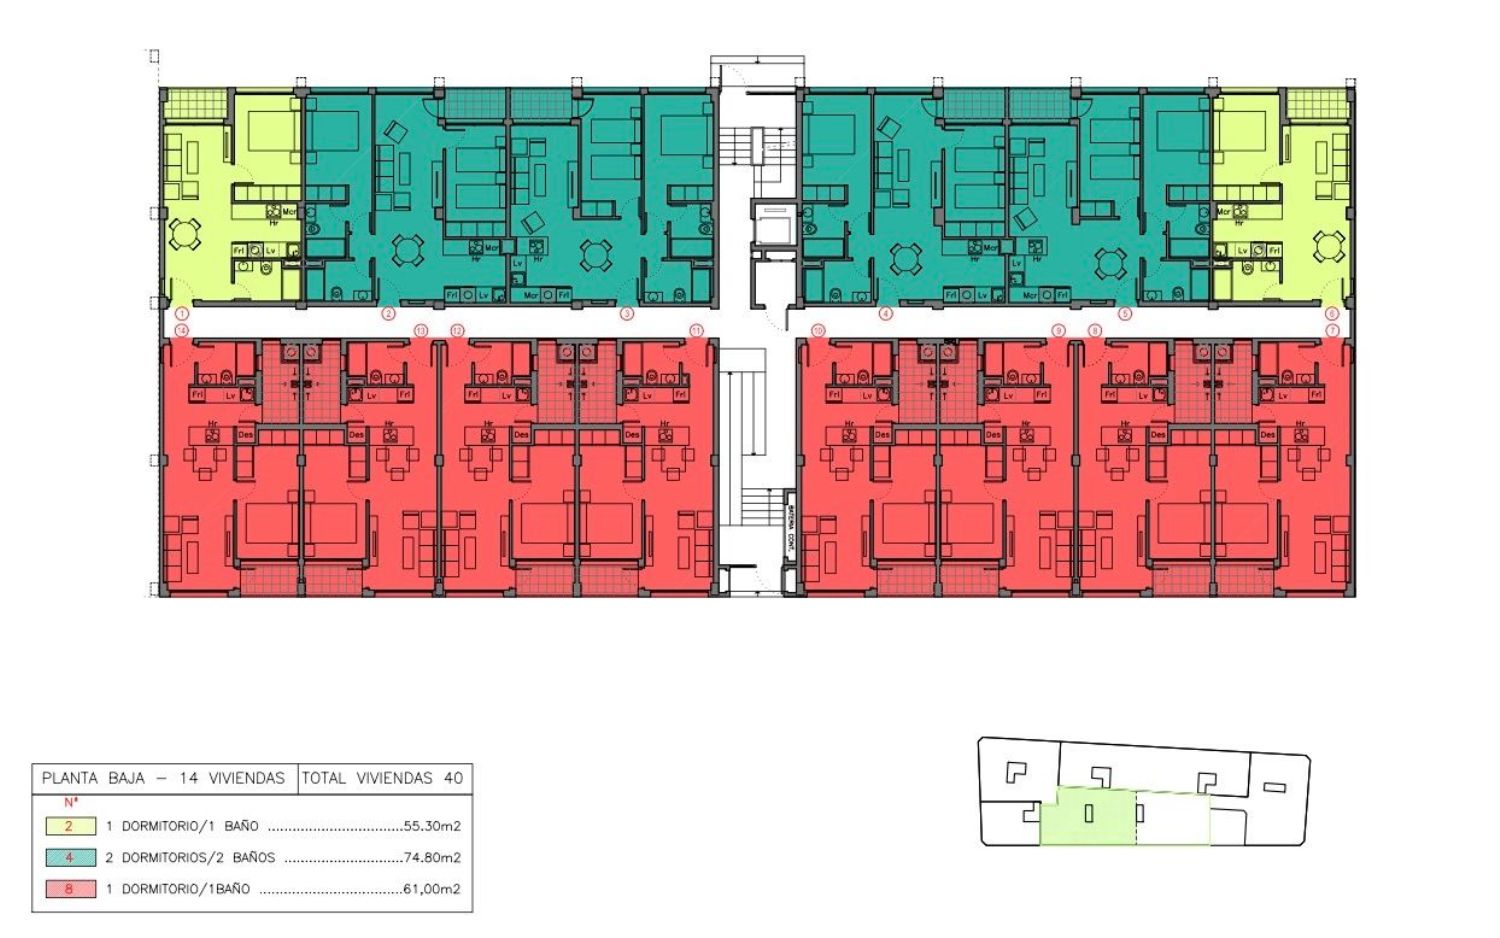 Mcr
Hr
Frl Lv
Hr Mcr
Frl Lv
Hr
Lv
Mcr Frl
Hr Mcr
Frl Lv
Hr
Lv
Mcr Frl
Mcr Hr
Lv Frl
1 2 3 4 5 6
14 13 12 11 10 9 8 7
Frl Lv Lv Frl Frl Lv Lv Frl Frl Lv Lv Frl Frl Lv Lv Frl
Hr Des Hr Hr Des Des Hr Hr Des Des Hr Hr Des Des Hr
BATERIA CONT.
PLANTA BAJA – 14 VIVIENDAS TOTAL VIVIENDAS 40
Nº
2 1 DORMITORIO/1 BAÑO ..................................55.30m2
4 2 DORMITORIOS/2 BAÑOS ..............................74.80m2
8 1 DORMITORIO/1BAÑO ....................................61,00m2